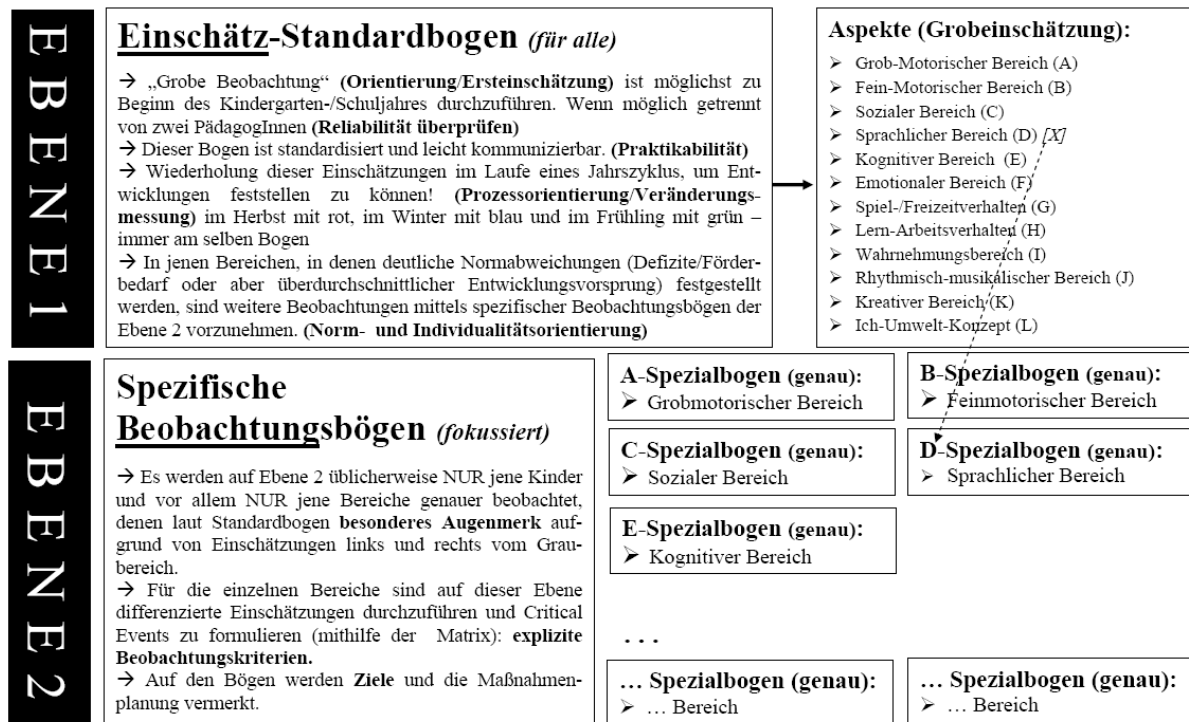 EBENE 1
Einschätz-Standardbogen (für alle)
→ „Grobe Beobachtung“ (Orientierung/Ersteinschätzung) ist möglichst zu
Beginn des Kindergarten-/Schuljahres durchzuführen. Wenn möglich getrennt
von zwei PädagogInnen (Reliabilität überprüfen)
→ Dieser Bogen ist standardisiert und leicht kommunizierbar. (Praktikabilität)
→ Wiederholung dieser Einschätzungen im Laufe eines Jahrszyklus, um Ent-
wicklungen feststellen zu können! (Prozessorientierung/Veränderungs-
messung) im Herbst mit rot, im Winter mit blau und im Frühling mit grün –
immer am selben Bogen
→ In jenen Bereichen, in denen deutliche Normabweichungen (Defizite/Förder-
bedarf oder aber überdurchschnittlicher Entwicklungsvorsprung) festgestellt
werden, sind weitere Beobachtungen mittels spezifischer Beobachtungsbögen der
Ebene 2 vorzunehmen. (Norm- und Individualitätsorientierung)
Aspekte (Grobeinschätzung):
➢ Grob-Motorischer Bereich (A)
➢ Fein-Motorischer Bereich (B)
➢ Sozialer Bereich (C)
➢ Sprachlicher Bereich (D) [X]
➢ Kognitiver Bereich (E)
➢ Emotionaler Bereich (F)
➢ Spiel-/Freizeitverhalten (G)
➢ Lern-Arbeitsverhalten (H)
➢ Wahrnehmungsbereich (I)
➢ Rhythmisch-musikalischer Bereich (J)
➢ Kreativer Bereich (K)
➢ Ich-Umwelt-Konzept (L)
EBENE 2
Spezifische
Beobachtungsbögen (fokussiert)
→ Es werden auf Ebene 2 üblicherweise NUR jene Kinder
und vor allem NUR jene Bereiche genauer beobachtet,
denen laut Standardbogen besonderes Augenmerk auf-
grund von Einschätzungen links und rechts vom Grau-
bereich.
→ Für die einzelnen Bereiche sind auf dieser Ebene
differenzierte Einschätzungen durchzuführen und Critical
Events zu formulieren (mithilfe der Matrix): explizite
Beobachtungskriterien.
→ Auf den Bögen werden Ziele und die Maßnahmen-
planung vermerkt.
A-Spezialbogen (genau):
➢ Grobmotorischer Bereich
B-Spezialbogen (genau):
➢ Feinmotorischer Bereich
C-Spezialbogen (genau):
➢ Sozialer Bereich
D-Spezialbogen (genau):
➢ Sprachlicher Bereich
E-Spezialbogen (genau):
➢ Kognitiver Bereich
...
... Spezialbogen (genau):
➢ ... Bereich
... Spezialbogen (genau):
➢ ... Bereich